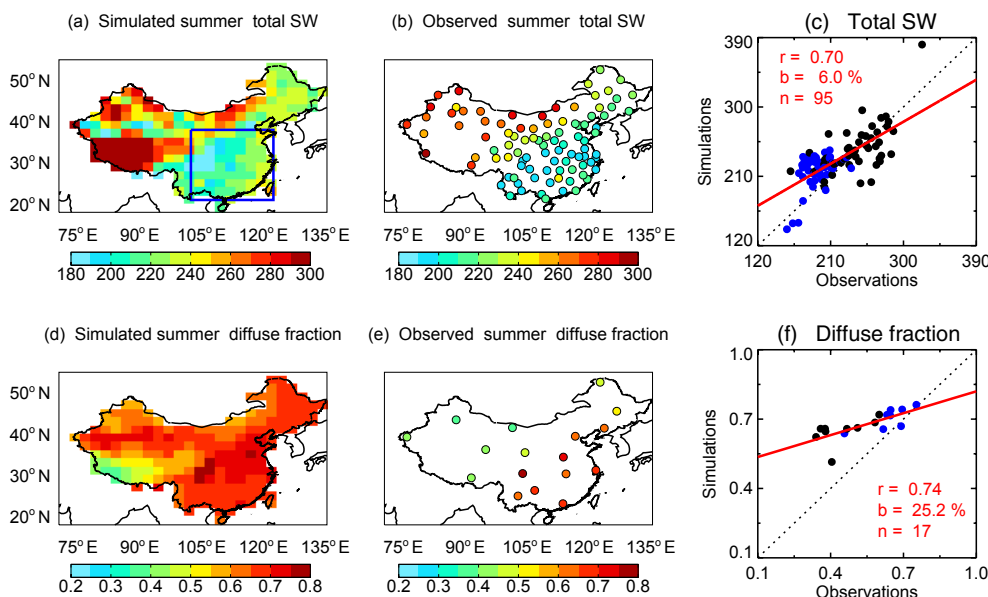 (a) Simulated summer total SW
(b) Observed summer total SW
(c) Total SW
50° N
40° N
30° N
20° N
75° E 90° E 105° E 120° E 135° E
180 200 220 240 260 280 300
75° E 90° E 105° E 120° E 135° E
180 200 220 240 260 280 300
Simulations
390
300
210
120
r = 0.70
b = 6.0 %
n = 95
120 210 300 390
Observations
(d) Simulated summer diffuse fraction
(e) Observed summer diffuse fraction
(f) Diffuse fraction
50° N
40° N
30° N
20° N
75° E 90° E 105° E 120° E 135° E
0.2 0.3 0.4 0.5 0.6 0.7 0.8
75° E 90° E 105° E 120° E 135° E
0.2 0.3 0.4 0.5 0.6 0.7 0.8
Simulations
1.0
0.7
0.4
0.1
r = 0.74
b = 25.2 %
n = 17
0.1 0.4 0.7 1.0
Observations